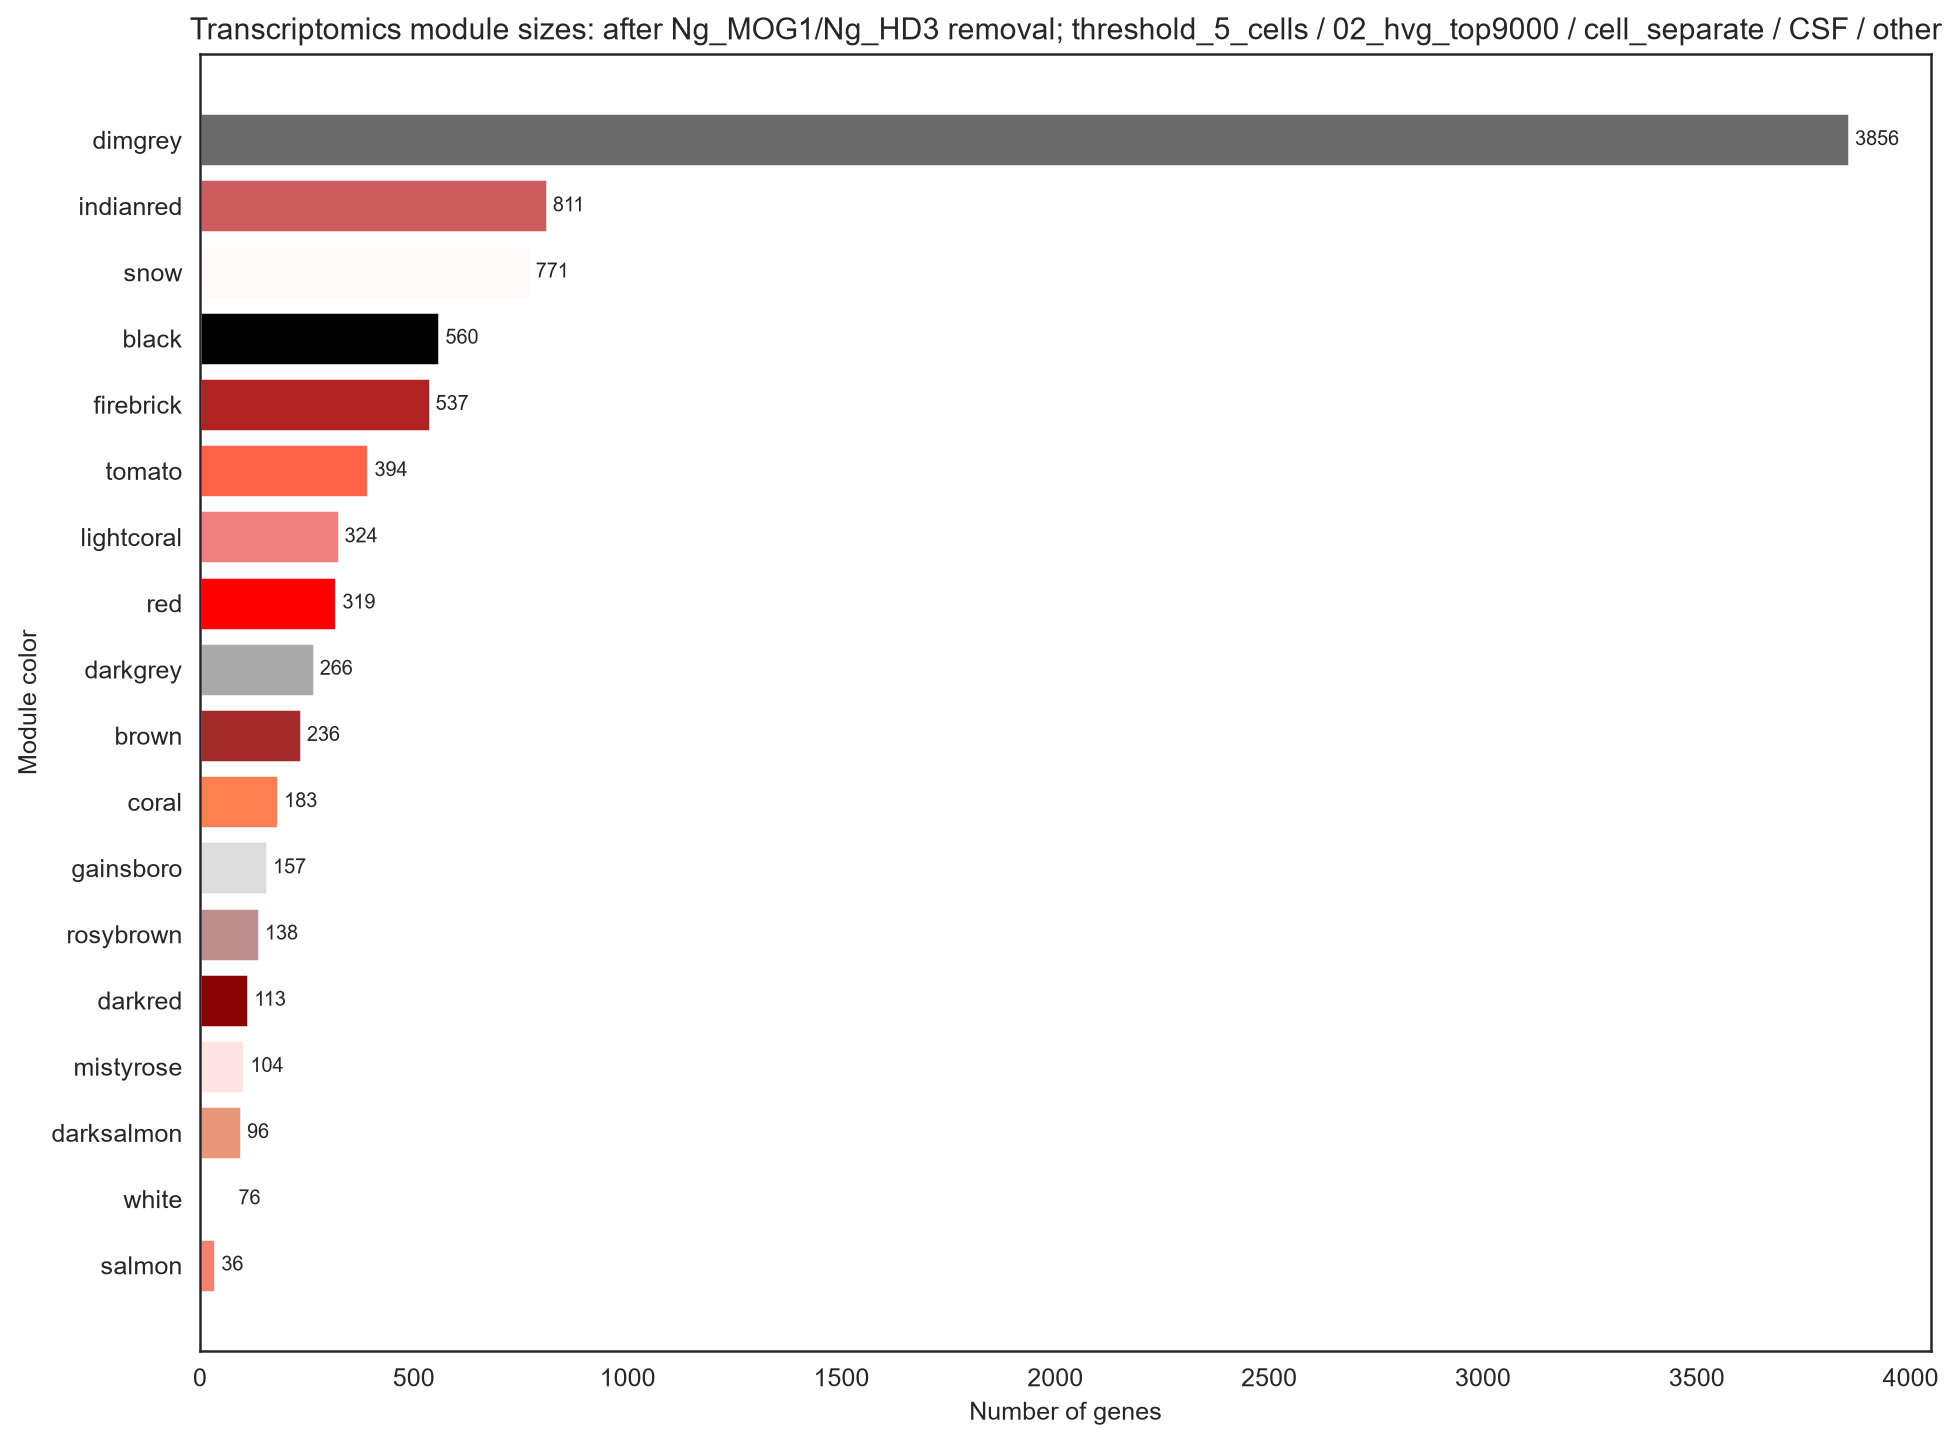 Transcriptomics module sizes: after Ng_MOG1/Ng_HD3 removal; threshold_5_cells / 02_hvg_top9000 / cell_separate / CSF / other
dimgrey 3856
indianred 811
snow 771
black 560
firebrick 537
tomato 394
lightcoral 324
red 319
darkgrey 266
brown 236
coral 183
gainsboro 157
rosybrown 138
darkred 113
mistyrose 104
darksalmon 96
white 76
salmon 36
Module color
0 500 1000 1500 2000 2500 3000 3500 4000
Number of genes